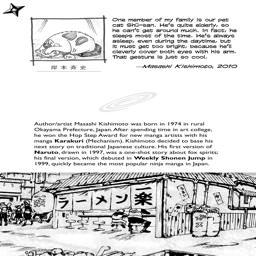 One member of my family is our pet
cat Shō-san. He's quite elderly, so
he can't get around much. In fact, he
sleeps most of the time. He's always
asleep, even during the daytime, but
it must get too bright, because he'll
cleverly cover both eyes with his arm.
That gesture is just so cool.
岸本斉史
—Masashi Kishimoto, 2010
Author/artist Masashi Kishimoto was born in 1974 in rural
Okayama Prefecture, Japan. After spending time in art college,
he won the Hop Step Award for new manga artists with his
manga Karakuri (Mechanism). Kishimoto decided to base his
next story on traditional Japanese culture. His first version of
Naruto, drawn in 1997, was a one-shot story about fox spirits;
his final version, which debuted in Weekly Shonen Jump in
1999, quickly became the most popular ninja manga in Japan.
ラーメン一楽